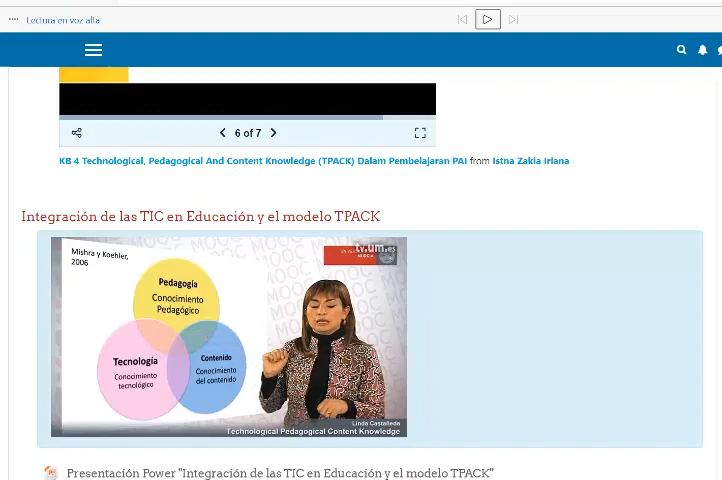 Lectura en voz alta
6 of 7
KB 4 Technological, Pedagogical And Content Knowledge (TPACK) Dalam Pembelajaran PAI from Istna Zakia Iriana
Integración de las TIC en Educación y el modelo TPACK
Mishra y Koehler,
2006
tv.um.es
MOOC MOOC MOOC
Pedagogía
Conocimiento
Pedagógico
Tecnología
Conocimiento
tecnológico
Contenido
Conocimiento
del contenido
Linda Castañeda
Technological Pedagogical Content Knowledge
Presentación Power "Integración de las TIC en Educación y el modelo TPACK"